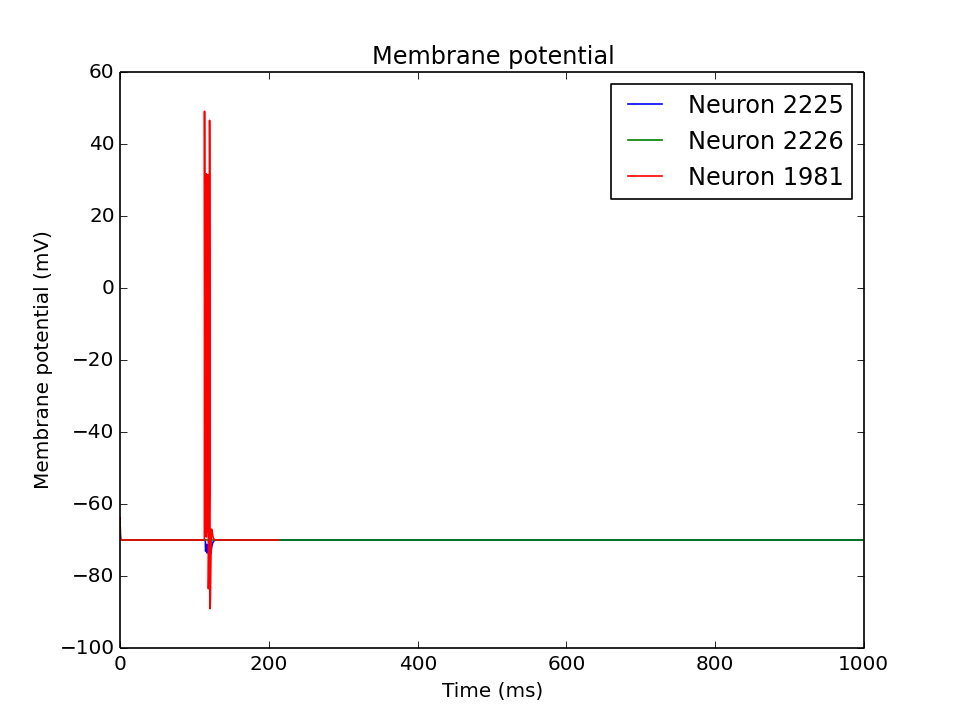 Membrane potential
60
40
20
0
−20
−40
−60
−80
−100
Membrane potential (mV)
Neuron 2225
Neuron 2226
Neuron 1981
0 200 400 600 800 1000
Time (ms)